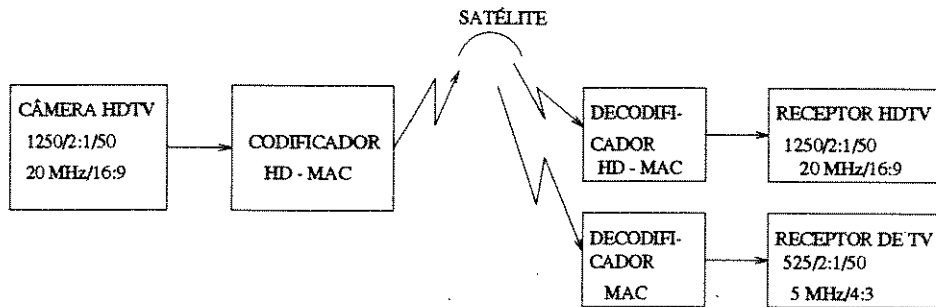 SATÉLITE
CÂMERA HDTV
1250/2:1/50
20 MHz/16:9
CODIFICADOR
HD - MAC
DECODIFI-
CADOR
HD - MAC
RECEPTOR HDTV
1250/2:1/50
20 MHz/16:9
DECODIFI-
CADOR
MAC
RECEPTOR DE TV
525/2:1/50
5 MHz/4:3